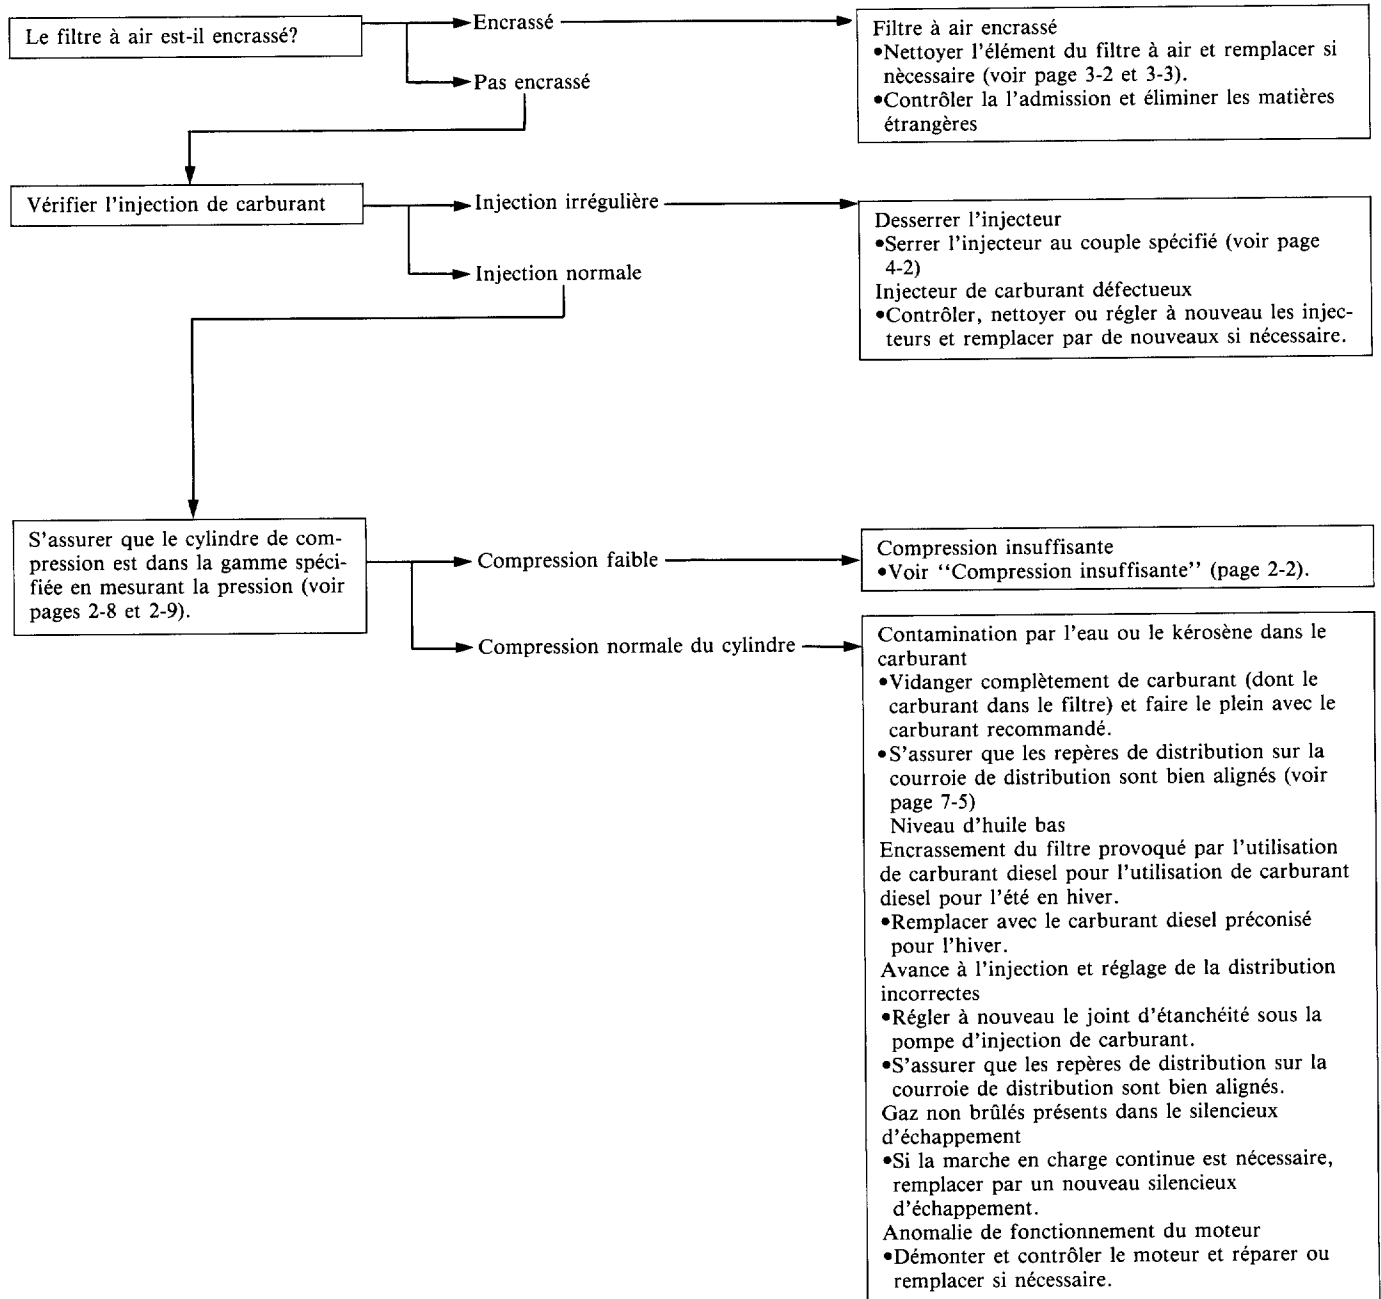 Le filtre à air est-il encrassé?
Encrassé
Pas encrassé
Filtre à air encrassé
•Nettoyer l'élément du filtre à air et remplacer si
nècessaire (voir page 3-2 et 3-3).
•Contrôler la l'admission et éliminer les matières
étrangères
Vérifier l'injection de carburant
Injection irrégulière
Injection normale
Desserrer l'injecteur
•Serrer l'injecteur au couple spécifié (voir page
4-2)
Injecteur de carburant défectueux
•Contrôler, nettoyer ou régler à nouveau les injec-
teurs et remplacer par de nouveaux si nécessaire.
S'assurer que le cylindre de com-
pression est dans la gamme spéci-
fiée en mesurant la pression (voir
pages 2-8 et 2-9).
Compression faible
Compression insuffisante
•Voir "Compression insuffisante" (page 2-2).
Compression normale du cylindre
Contamination par l'eau ou le kérosène dans le
carburant
•Vidanger complètement de carburant (dont le
carburant dans le filtre) et faire le plein avec le
carburant recommandé.
•S'assurer que les repères de distribution sur la
courroie de distribution sont bien alignés (voir
page 7-5)
Niveau d'huile bas
Encrassement du filtre provoqué par l'utilisation
de carburant diesel pour l'utilisation de carburant
diesel pour l'été en hiver.
•Remplacer avec le carburant diesel préconisé
pour l'hiver.
Avance à l'injection et réglage de la distribution
incorrectes
•Régler à nouveau le joint d'étanchéité sous la
pompe d'injection de carburant.
•S'assurer que les repères de distribution sur la
courroie de distribution sont bien alignés.
Gaz non brûlés présents dans le silencieux
d'échappement
•Si la marche en charge continue est nécessaire,
remplacer par un nouveau silencieux
d'échappement.
Anomalie de fonctionnement du moteur
•Démonter et contrôler le moteur et réparer ou
remplacer si nécessaire.